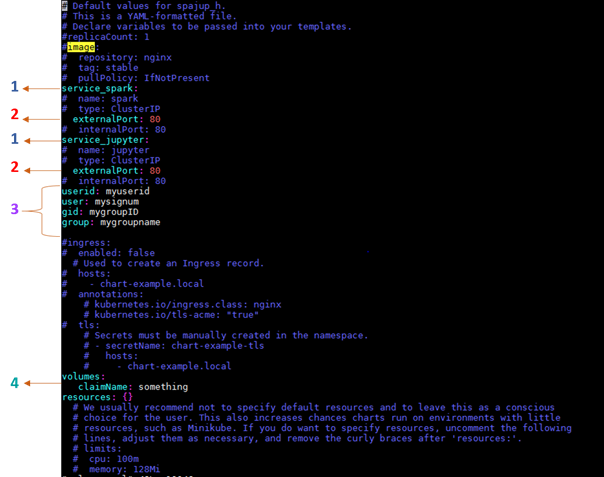 # Default values for spajup_h.
# This is a YAML-formatted file.
# Declare variables to be passed into your templates.
#replicaCount: 1
#image:
#  repository: nginx
#  tag: stable
#  pullPolicy: IfNotPresent
1 service_spark:
#  name: spark
#  type: ClusterIP
2   externalPort: 80
#  internalPort: 80
1 service_jupyter:
#  name: jupyter
#  type: ClusterIP
2   externalPort: 80
#  internalPort: 80
userid: myuserid
user: mysignum
3 gid: mygroupID
group: mygroupname
#ingress:
#  enabled: false
  # Used to create an Ingress record.
#  hosts:
#    - chart-example.local
#  annotations:
    # kubernetes.io/ingress.class: nginx
    # kubernetes.io/tls-acme: "true"
#  tls:
    # Secrets must be manually created in the namespace.
    # - secretName: chart-example-tls
    #   hosts:
    #     - chart-example.local
4 volumes:
   claimName: something
resources: {}
  # We usually recommend not to specify default resources and to leave this as a conscious
  # choice for the user. This also increases chances charts run on environments with little
  # resources, such as Minikube. If you do want to specify resources, uncomment the following
  # lines, adjust them as necessary, and remove the curly braces after 'resources:'.
  # limits:
  #  cpu: 100m
  #  memory: 128Mi